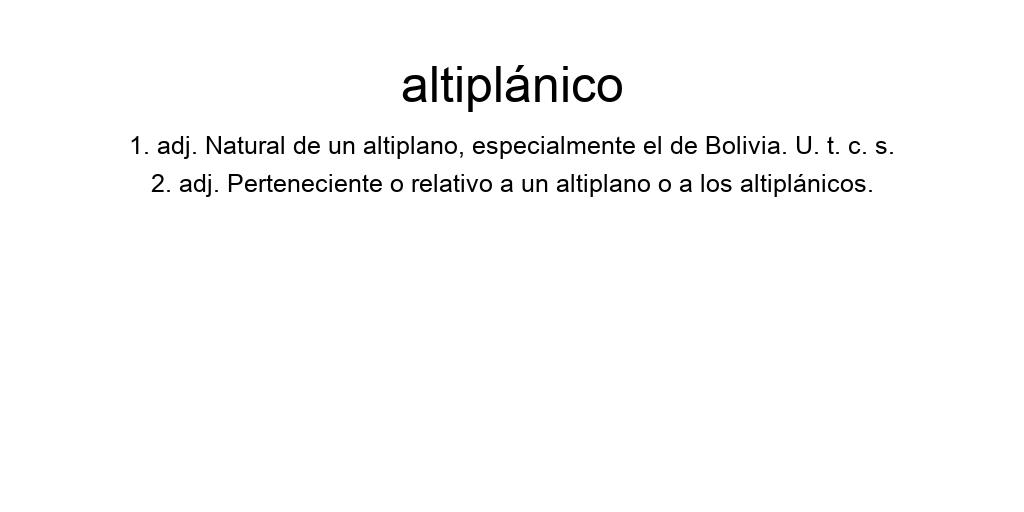 altiplánico
1. adj. Natural de un altiplano, especialmente el de Bolivia. U. t. c. s.
2. adj. Perteneciente o relativo a un altiplano o a los altiplánicos.